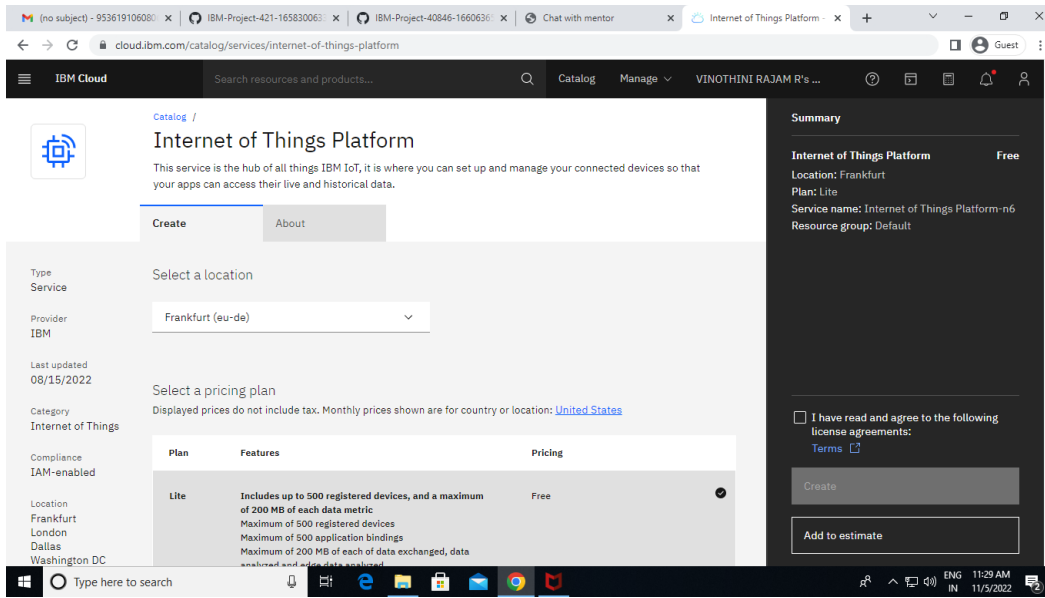 (no subject) - 95361910608
IBM-Project-421-165830063
IBM-Project-40846-1660636
Chat with mentor
Internet of Things Platform -
cloud.ibm.com/catalog/services/internet-of-things-platform
Guest
IBM Cloud
Search resources and products...
Catalog
Manage
VINOTHINI RAJAM R's ...
Catalog /
Internet of Things Platform
This service is the hub of all things IBM IoT, it is where you can set up and manage your connected devices so that
your apps can access their live and historical data.
Create
About
Type
Service
Provider
IBM
Last updated
08/15/2022
Category
Internet of Things
Compliance
IAM-enabled
Location
Frankfurt
London
Dallas
Washington DC
Select a location
Frankfurt (eu-de)
Select a pricing plan
Displayed prices do not include tax. Monthly prices shown are for country or location: United States
Plan
Features
Pricing
Lite
Includes up to 500 registered devices, and a maximum
of 200 MB of each data metric
Maximum of 500 registered devices
Maximum of 500 application bindings
Maximum of 200 MB of each of data exchanged, data
analyzed and edge data analyzed
Free
Summary
Internet of Things Platform
Free
Location: Frankfurt
Plan: Lite
Service name: Internet of Things Platform-n6
Resource group: Default
I have read and agree to the following
license agreements:
Terms
Create
Add to estimate
Type here to search
ENG
IN
11:29 AM
11/5/2022
2